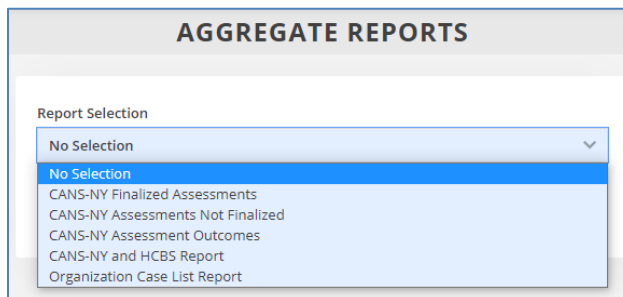 AGGREGATE REPORTS
Report Selection
No Selection
No Selection
CANS-NY Finalized Assessments
CANS-NY Assessments Not Finalized
CANS-NY Assessment Outcomes
CANS-NY and HCBS Report
Organization Case List Report